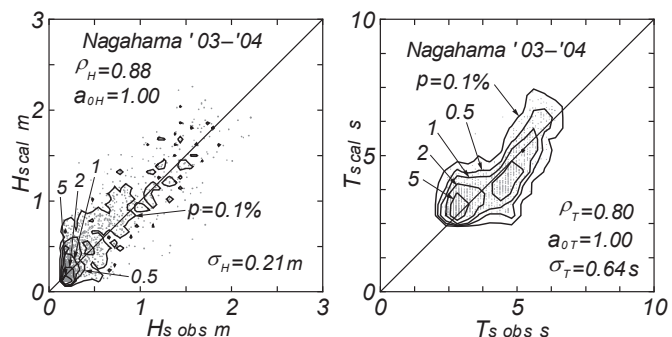 3
Nagahama '03–'04
ρH=0.88
a0H=1.00
2
Hs cal m
5 2 1
1
p=0.1%
0.5
σH=0.21m
0
0 1 2 3
Hs obs m
10
Nagahama '03–'04
p=0.1%
0.5
1
2
5
5
Ts cal s
ρT=0.80
a0T=1.00
σT=0.64s
0
0 5 10
Ts obs s